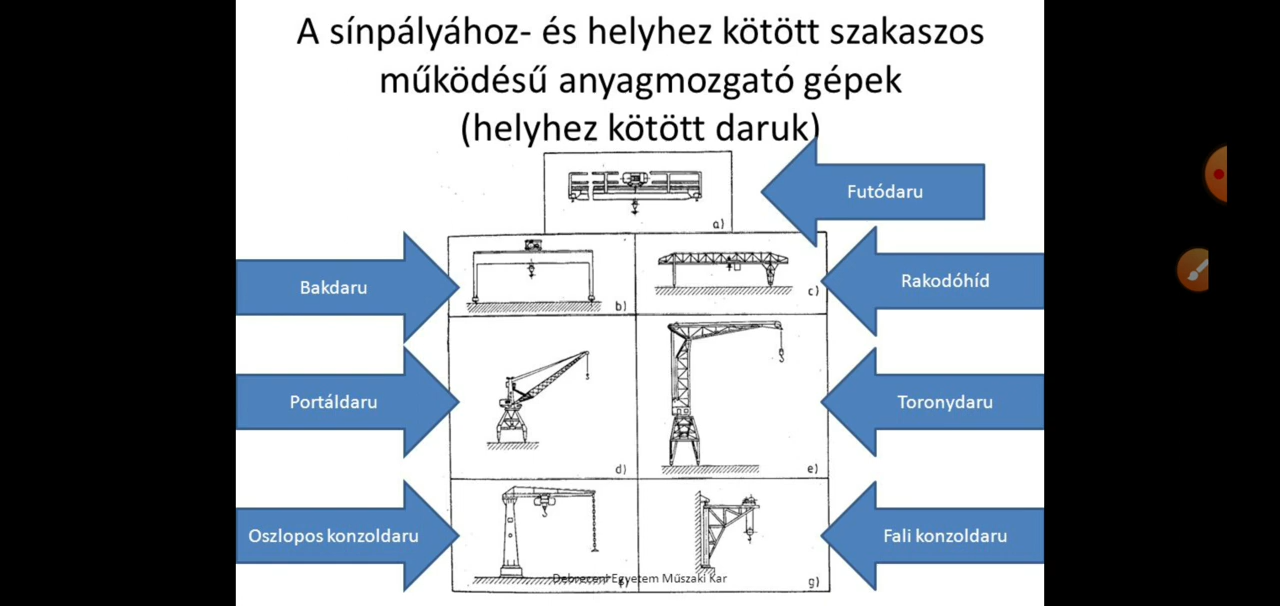 A sínpályához- és helyhez kötött szakaszos
működésű anyagmozgató gépek
(helyhez kötött daruk)
Futódaru
a)
Bakdaru
b)
Rakodóhíd
c)
Portáldaru
d)
Toronydaru
e)
Oszlopos konzoldaru
Fali konzoldaru
Debreceni Egyetem Műszaki Kar
g)